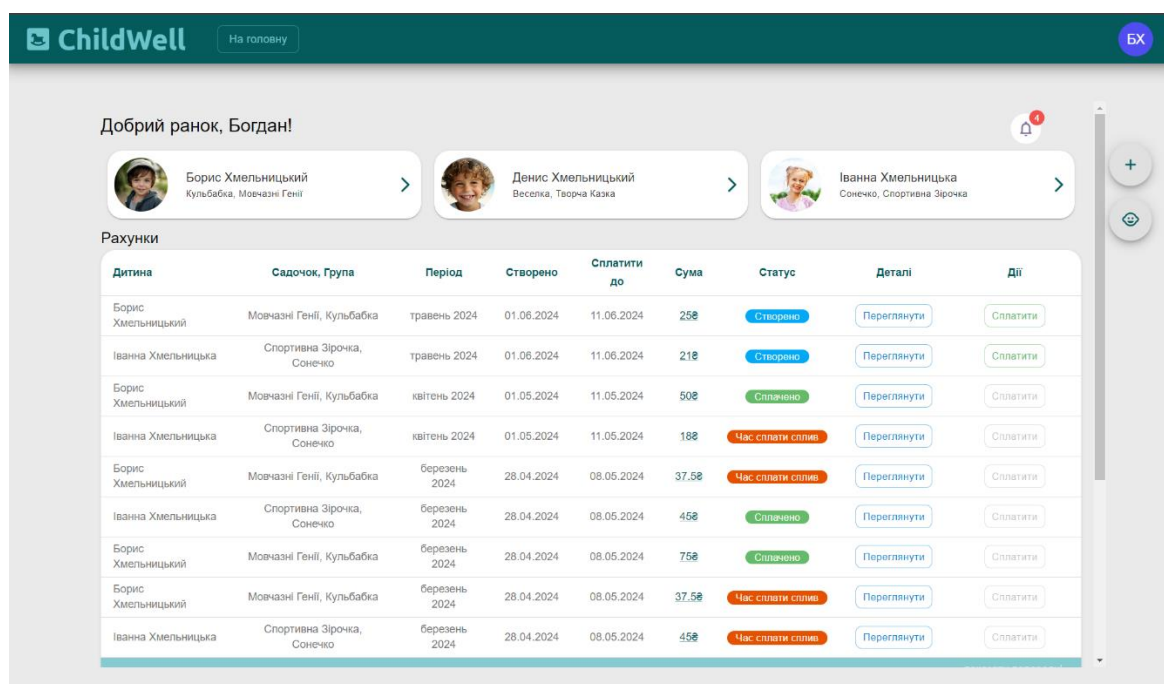 ChildWell На головну БХ
Добрий ранок, Богдан! 4
Борис Хмельницький Денис Хмельницький Іванна Хмельницька
Кульбабка, Мовчазні Генії Веселка, Творча Казка Сонечко, Спортивна Зірочка
Рахунки
Дитина Садочок, Група Період Створено Сплатити до Сума Статус Деталі Дії
Борис Хмельницький Мовчазні Генії, Кульбабка травень 2024 01.06.2024 11.06.2024 25₴ Створено Переглянути Сплатити
Іванна Хмельницька Спортивна Зірочка, Сонечко травень 2024 01.06.2024 11.06.2024 21₴ Створено Переглянути Сплатити
Борис Хмельницький Мовчазні Генії, Кульбабка квітень 2024 01.05.2024 11.05.2024 50₴ Сплачено Переглянути Сплатити
Іванна Хмельницька Спортивна Зірочка, Сонечко квітень 2024 01.05.2024 11.05.2024 18₴ Час сплати сплив Переглянути Сплатити
Борис Хмельницький Мовчазні Генії, Кульбабка березень 2024 28.04.2024 08.05.2024 37.5₴ Час сплати сплив Переглянути Сплатити
Іванна Хмельницька Спортивна Зірочка, Сонечко березень 2024 28.04.2024 08.05.2024 45₴ Сплачено Переглянути Сплатити
Борис Хмельницький Мовчазні Генії, Кульбабка березень 2024 28.04.2024 08.05.2024 75₴ Сплачено Переглянути Сплатити
Борис Хмельницький Мовчазні Генії, Кульбабка березень 2024 28.04.2024 08.05.2024 37.5₴ Час сплати сплив Переглянути Сплатити
Іванна Хмельницька Спортивна Зірочка, Сонечко березень 2024 28.04.2024 08.05.2024 45₴ Час сплати сплив Переглянути Сплатити